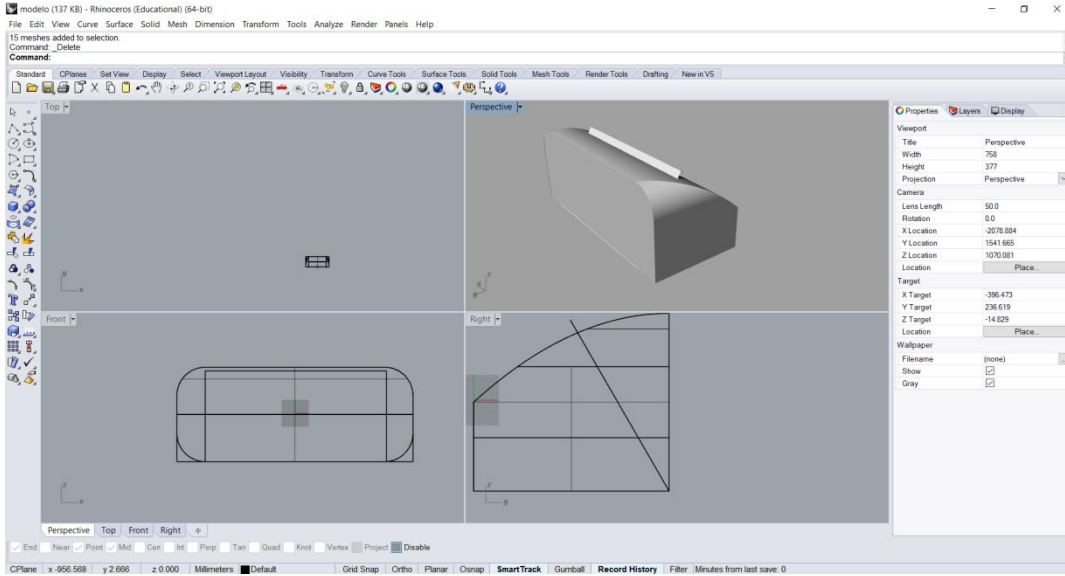 modelo (137 KB) - Rhinoceros (Educational) (64-bit)
File Edit View Curve Surface Solid Mesh Dimension Transform Tools Analyze Render Panels Help
15 meshes added to selection.
Command: _Delete
Command:
Standard CPlanes Set View Display Select Viewport Layout Visibility Transform Curve Tools Surface Tools Solid Tools Mesh Tools Render Tools Drafting New in V5
Top
Perspective
Properties Layers Display
Viewport
Title Perspective
Width 758
Height 377
Projection Perspective
Camera
Lens Length 50.0
Rotation 0.0
X Location -2078.884
Y Location 1541.665
Z Location 1070.081
Location Place...
Target
X Target -396.473
Y Target 236.619
Z Target -14.829
Location Place...
Wallpaper
Filename (none) ...
Show
Gray
y
x
z
x
y
Front
Right
z
x
z
y
Perspective Top Front Right
End Near Point Mid Cen Int Perp Tan Quad Knot Vertex Project Disable
CPlane x -956.568 y 2.666 z 0.000 Millimeters Default Grid Snap Ortho Planar Osnap SmartTrack Gumball Record History Filter Minutes from last save: 0